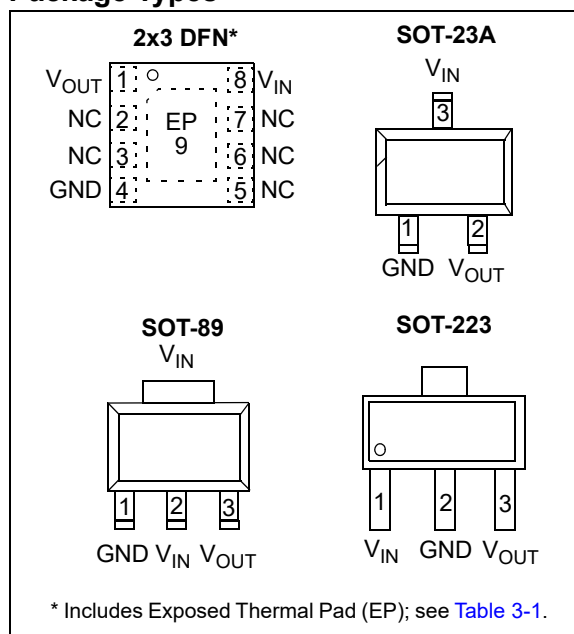 Package Types
2x3 DFN*
VOUT 1 8 VIN
NC 2 EP 7 NC
NC 3 9 6 NC
GND 4 5 NC
SOT-23A
VIN
3
1 2
GND VOUT
SOT-89
VIN
1 2 3
GND VIN VOUT
SOT-223
1 2 3
VIN GND VOUT
* Includes Exposed Thermal Pad (EP); see Table 3-1.